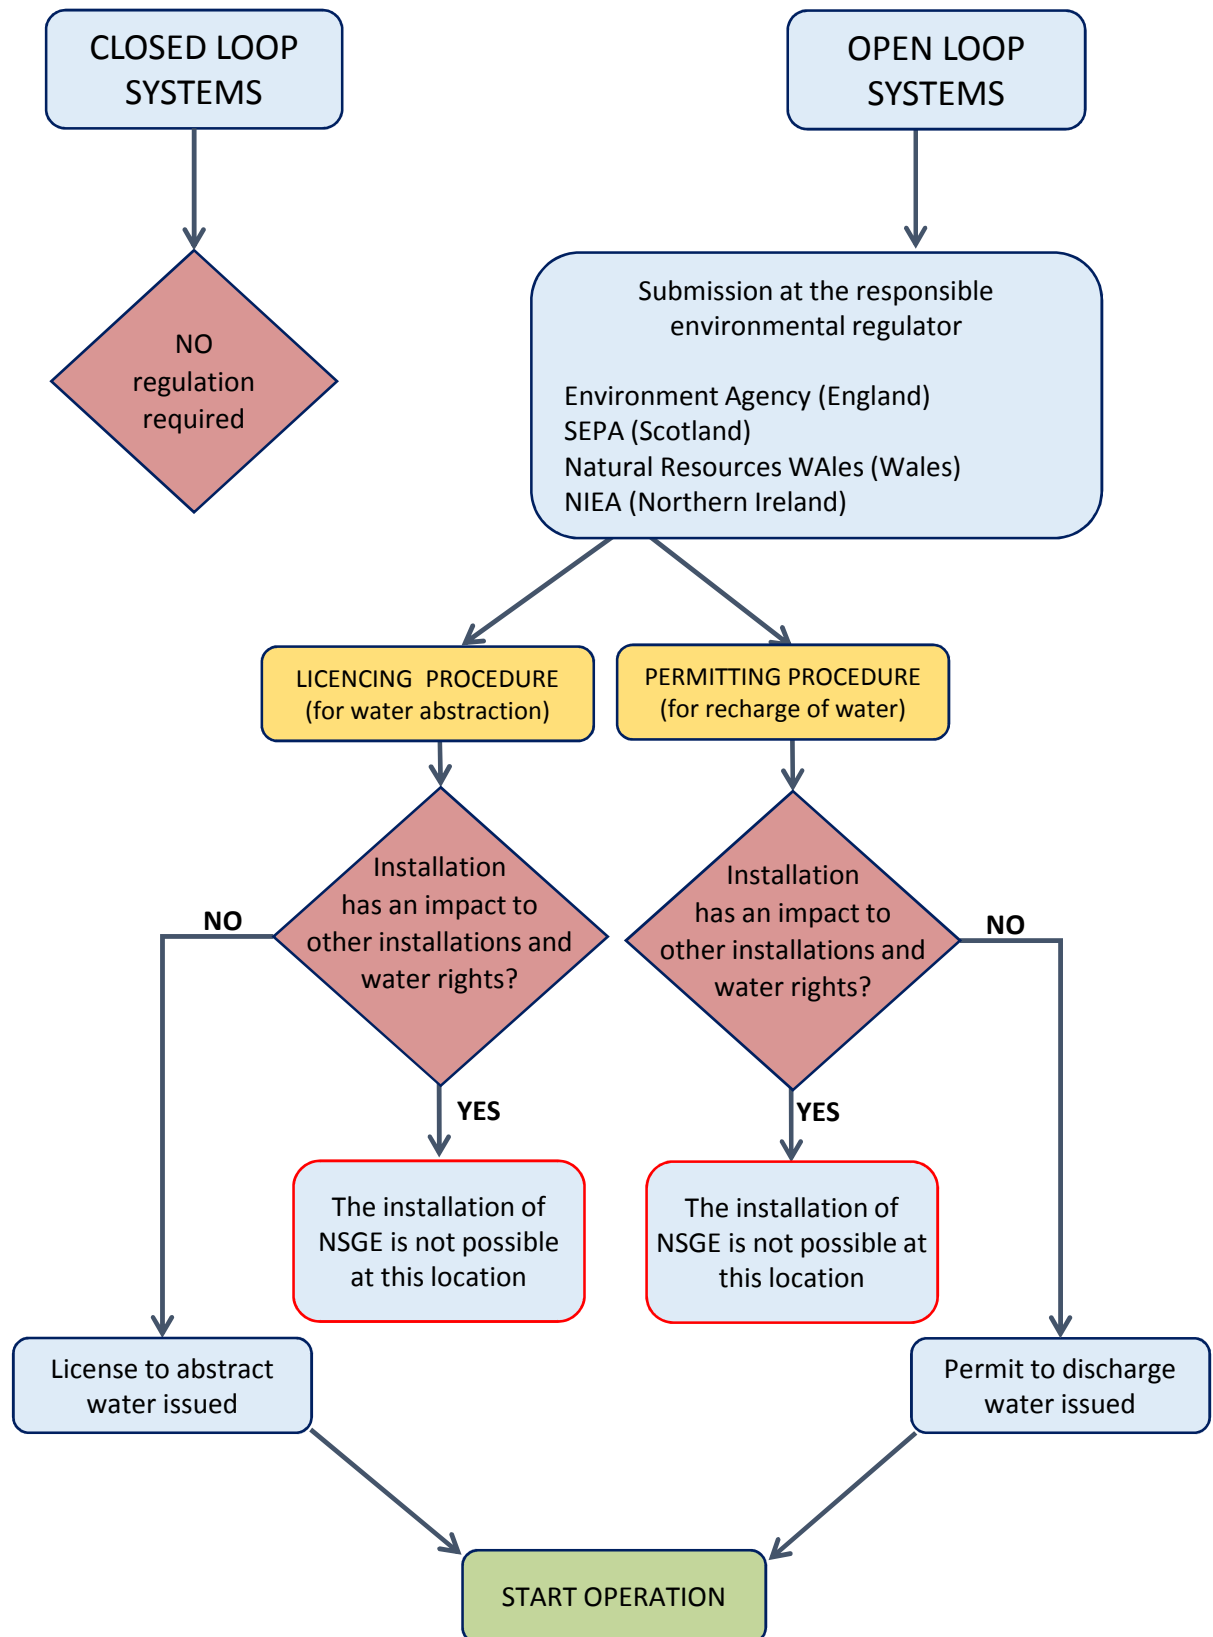 CLOSED LOOP
SYSTEMS
OPEN LOOP
SYSTEMS
NO
regulation
required
Submission at the responsible
environmental regulator
Environment Agency (England)
SEPA (Scotland)
Natural Resources WAles (Wales)
NIEA (Northern Ireland)
LICENCING PROCEDURE
(for water abstraction)
PERMITTING PROCEDURE
(for recharge of water)
Installation
has an impact to
other installations and
water rights?
NO
YES
Installation
has an impact to
other installations and
water rights?
NO
YES
The installation of
NSGE is not possible
at this location
The installation of
NSGE is not possible at
this location
License to abstract
water issued
Permit to discharge
water issued
START OPERATION